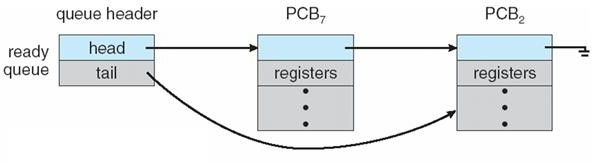 queue header PCB7 PCB2
ready queue
head
tail registers registers